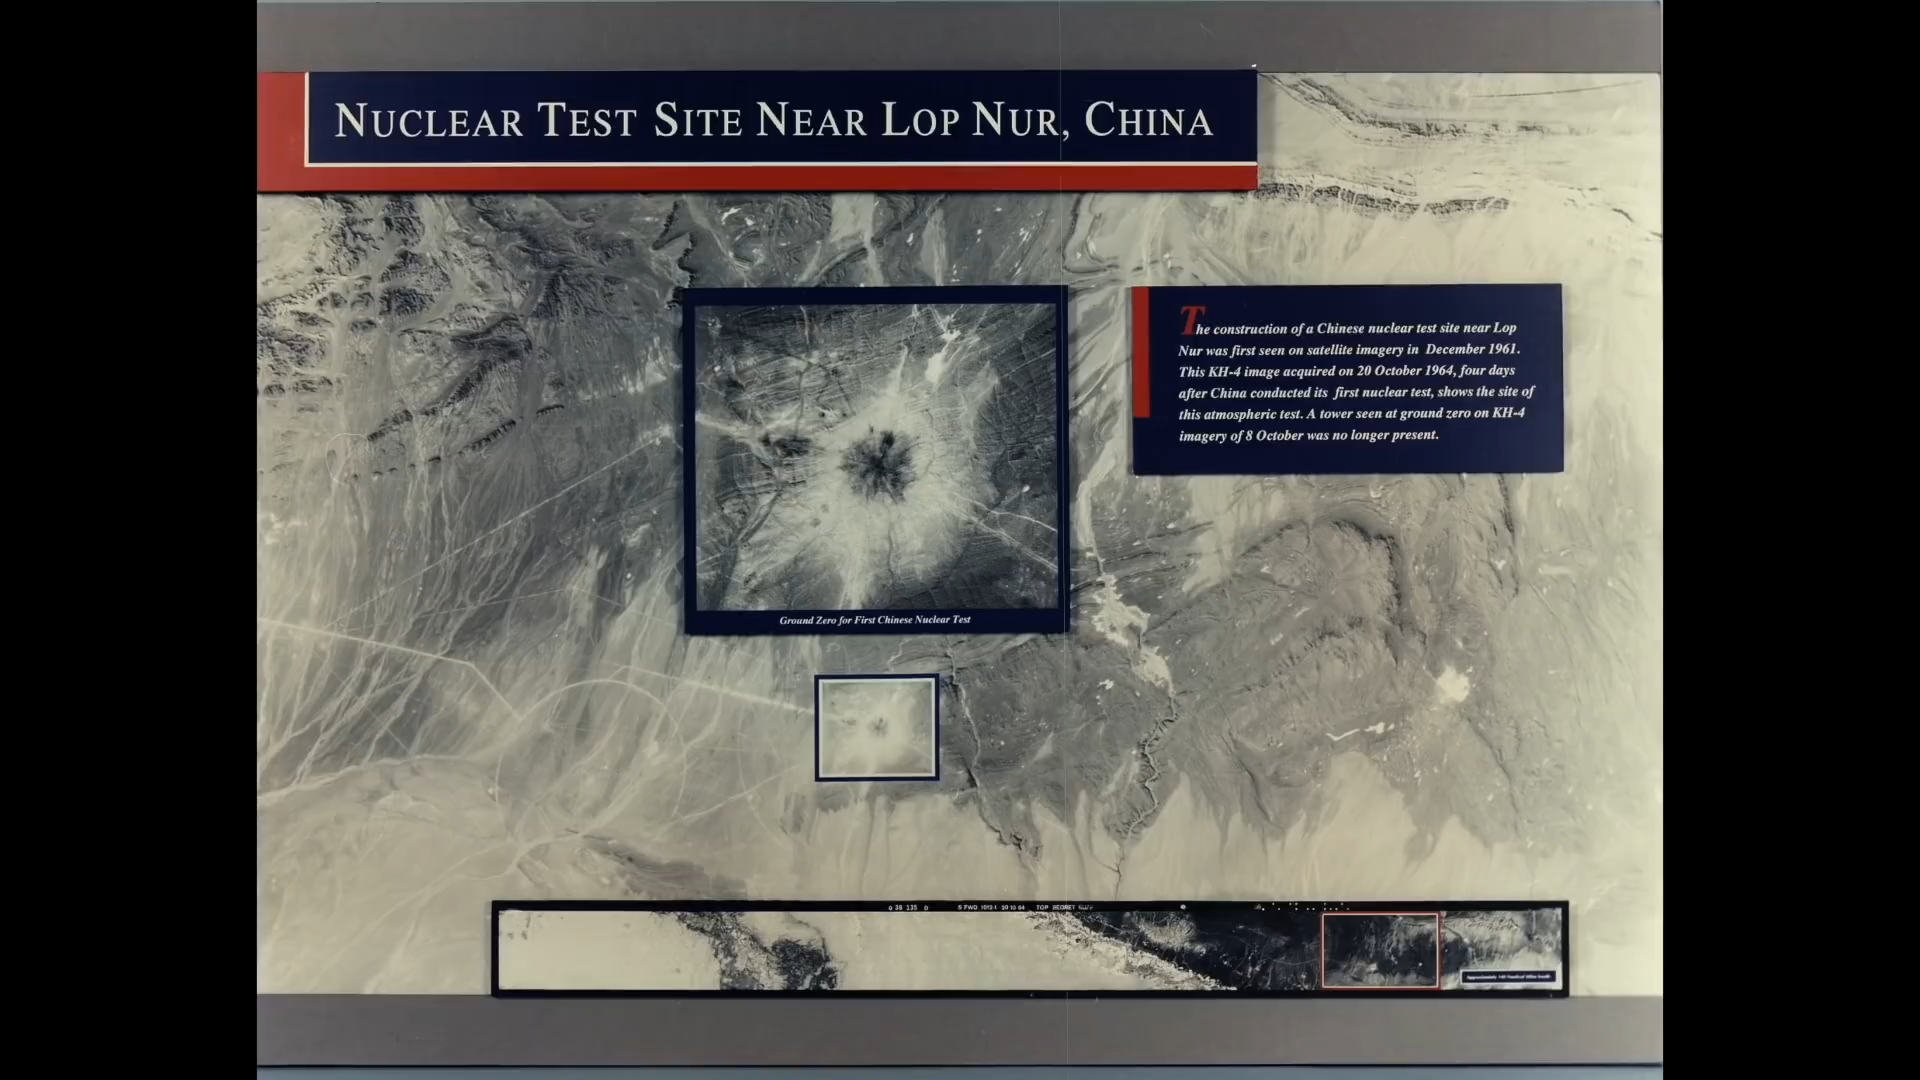 NUCLEAR TEST SITE NEAR LOP NUR, CHINA
The construction of a Chinese nuclear test site near Lop
Nur was first seen on satellite imagery in December 1961.
This KH-4 image acquired on 20 October 1964, four days
after China conducted its first nuclear test, shows the site of
this atmospheric test. A tower seen at ground zero on KH-4
imagery of 8 October was no longer present.
Ground Zero for First Chinese Nuclear Test
TOP SECRET